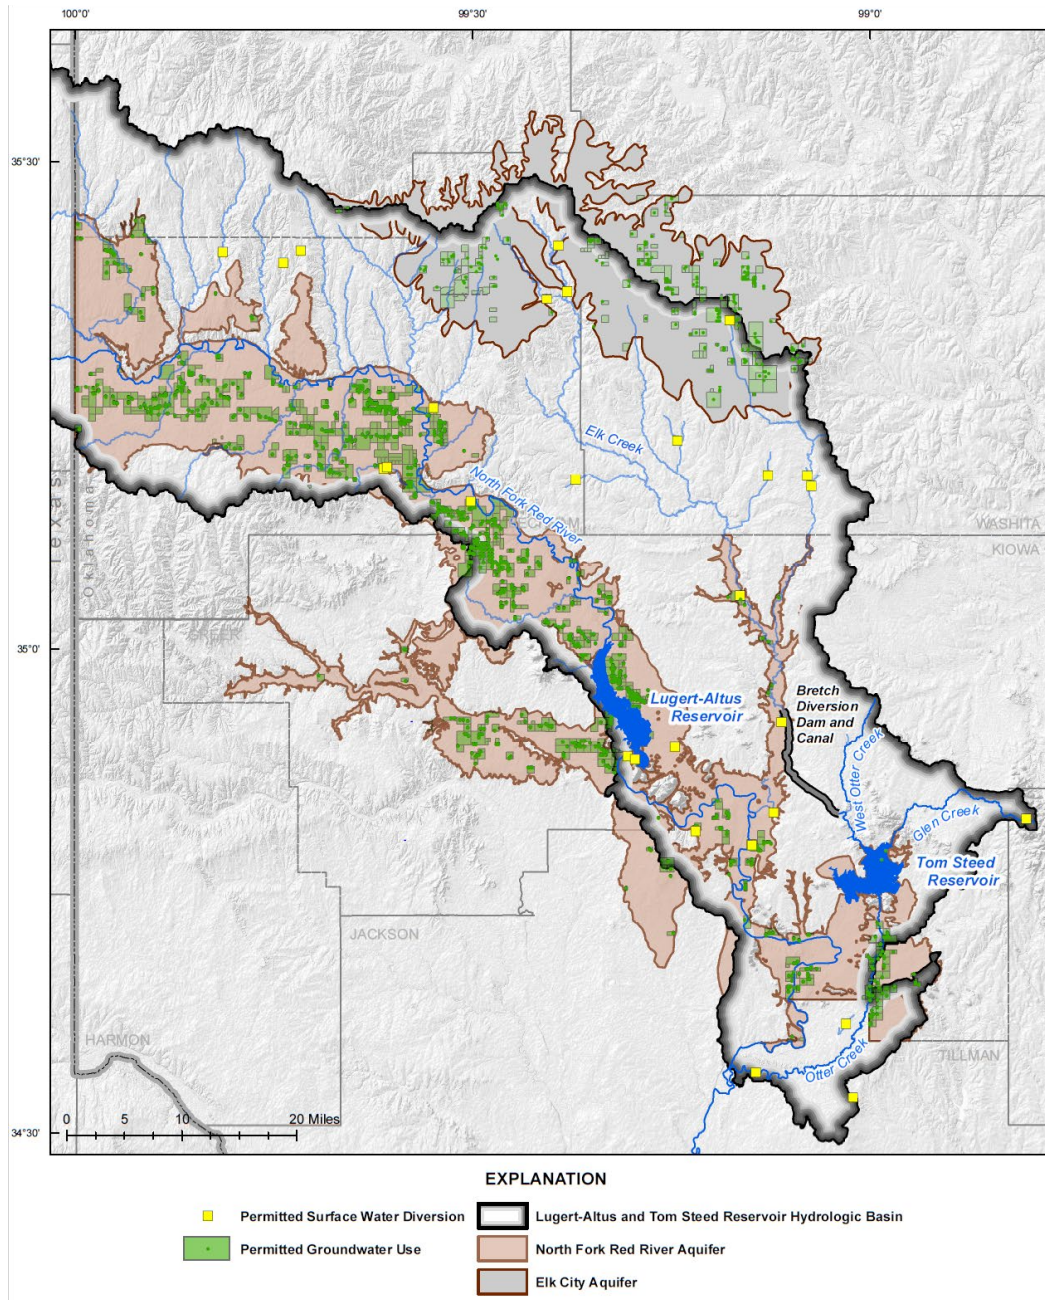 100°0' 99°30' 99°0'
35°30'
Elk Creek
North Fork Red River
Texas
Oklahoma
WASHITA
KIOWA
GREER
35°0'
Lugert-Altus
Reservoir
Bretch
Diversion
Dam and
Canal
West Otter Creek
Glen Creek
Tom Steed
Reservoir
JACKSON
HARMON
TILLMAN
Otter Creek
0 5 10 20 Miles
34°30'
EXPLANATION
Permitted Surface Water Diversion
Lugert-Altus and Tom Steed Reservoir Hydrologic Basin
Permitted Groundwater Use
North Fork Red River Aquifer
Elk City Aquifer